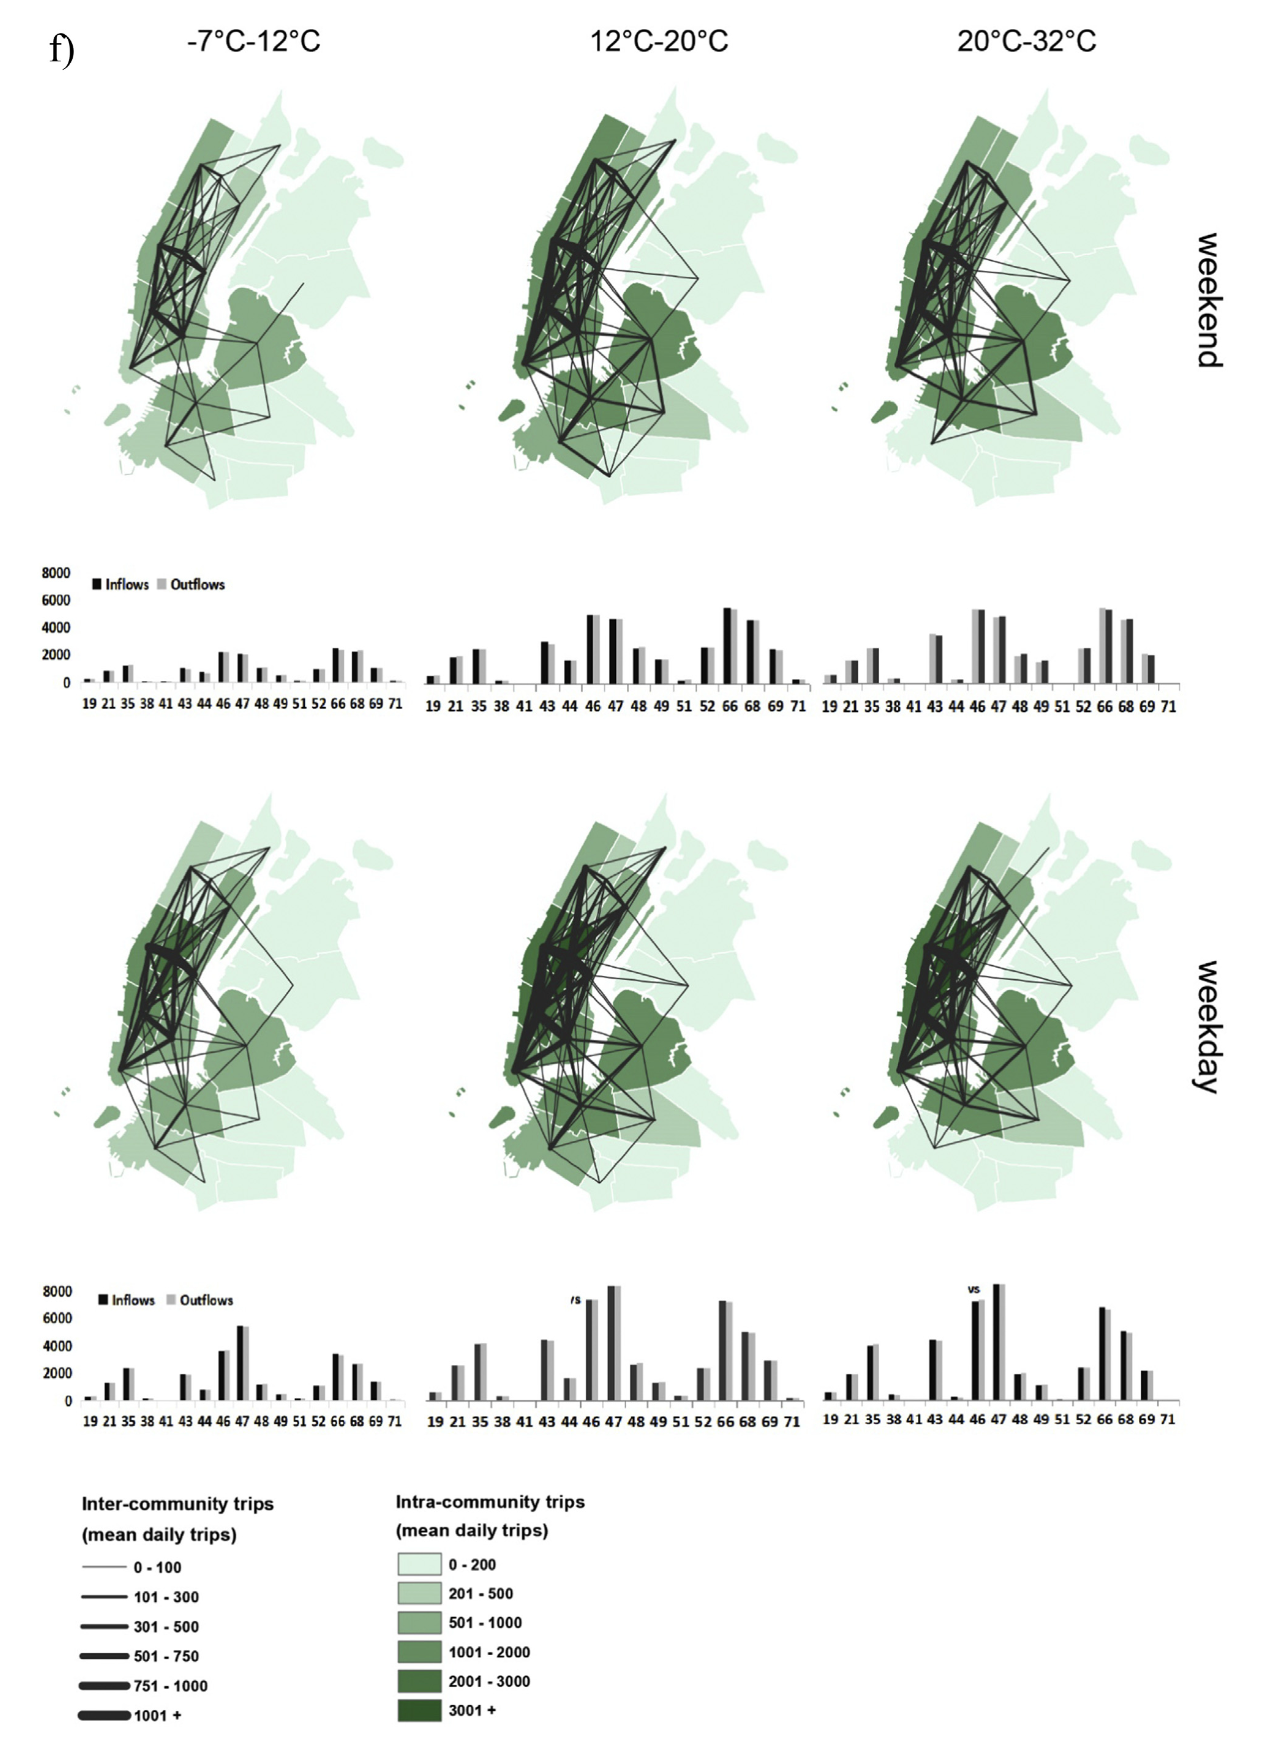 f)
-7°C-12°C 12°C-20°C 20°C-32°C
weekend
8000
6000
4000
2000
0
Inflows Outflows
19 21 35 38 41 43 44 46 47 48 49 51 52 66 68 69 71
19 21 35 38 41 43 44 46 47 48 49 51 52 66 68 69 71
19 21 35 38 41 43 44 46 47 48 49 51 52 66 68 69 71
weekday
8000
6000
4000
2000
0
Inflows Outflows
vs
vs
19 21 35 38 41 43 44 46 47 48 49 51 52 66 68 69 71
19 21 35 38 41 43 44 46 47 48 49 51 52 66 68 69 71
19 21 35 38 41 43 44 46 47 48 49 51 52 66 68 69 71
Inter-community trips
(mean daily trips)
0 - 100
101 - 300
301 - 500
501 - 750
751 - 1000
1001 +
Intra-community trips
(mean daily trips)
0 - 200
201 - 500
501 - 1000
1001 - 2000
2001 - 3000
3001 +